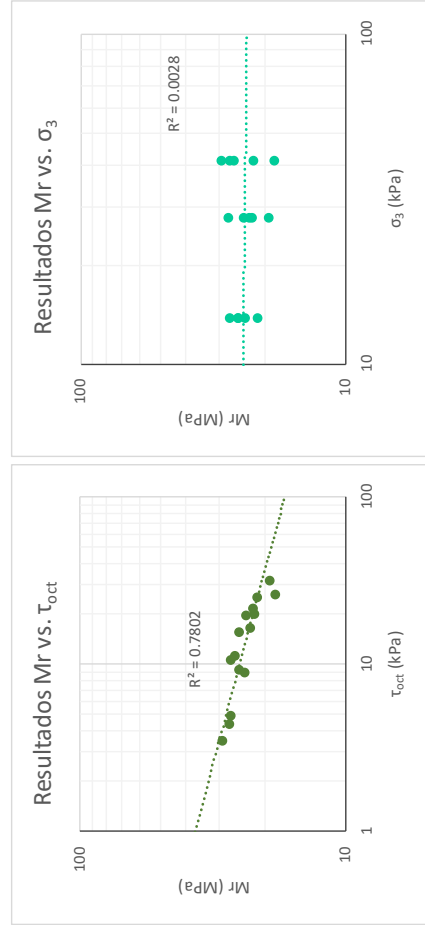 Resultados Mr vs. τoct
100
10
Mr (MPa)
R² = 0.7802
1
10
100
τoct (kPa)
Resultados Mr vs. σ3
100
10
Mr (MPa)
R² = 0.0028
10
100
σ3 (kPa)